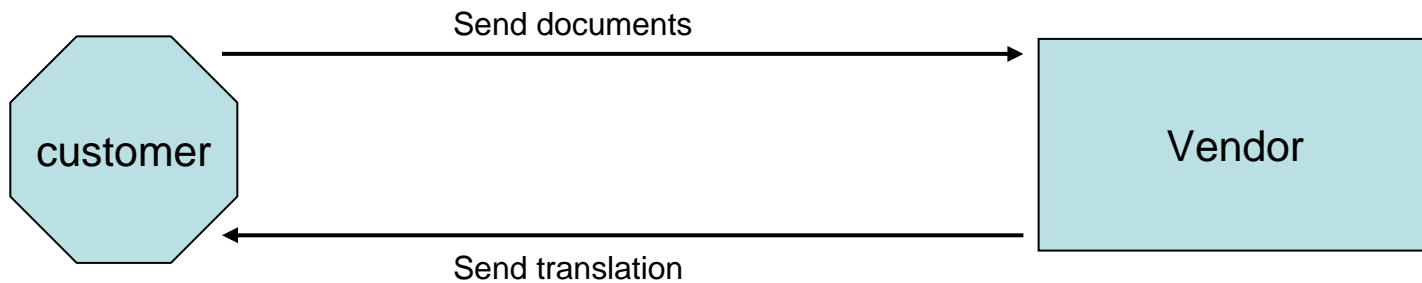 Send documents
customer
Vendor
Send translation